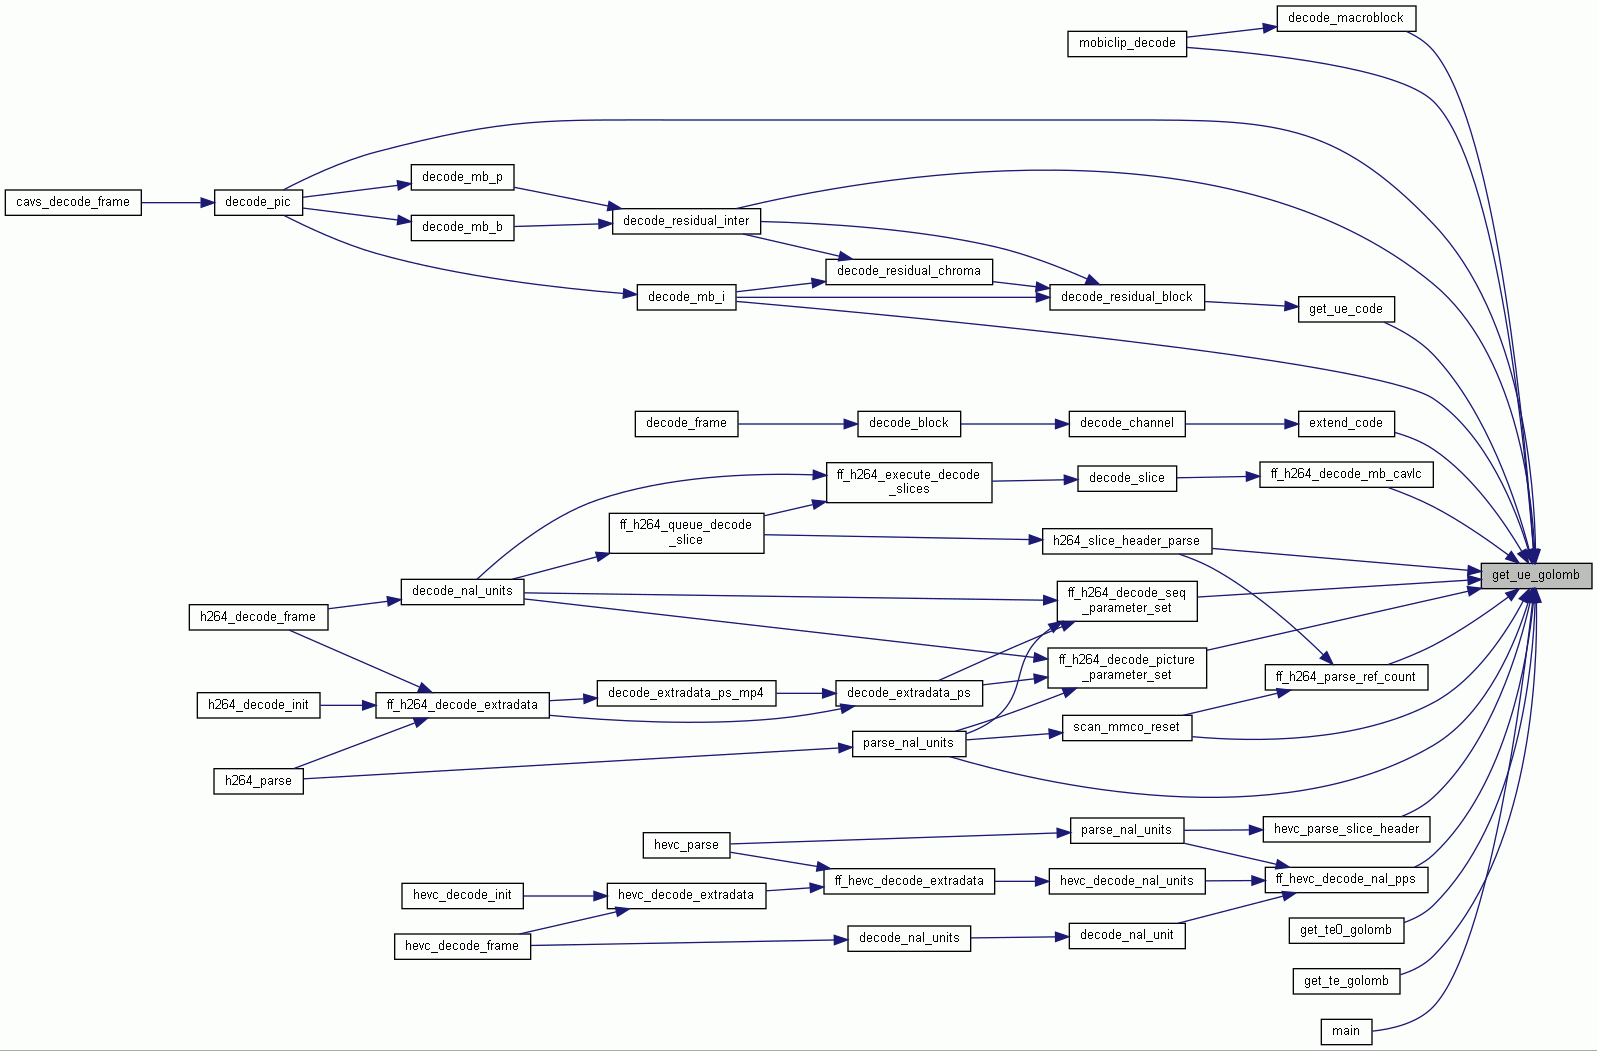 decode_macroblock
mobiclip_decode
decode_mb_p
cavs_decode_frame
decode_pic
decode_residual_inter
decode_mb_b
decode_residual_chroma
decode_mb_i
decode_residual_block
get_ue_code
decode_frame
decode_block
decode_channel
extend_code
ff_h264_execute_decode
_slices
decode_slice
ff_h264_decode_mb_cavlc
ff_h264_queue_decode
_slice
h264_slice_header_parse
get_ue_golomb
decode_nal_units
ff_h264_decode_seq
_parameter_set
h264_decode_frame
ff_h264_decode_picture
_parameter_set
ff_h264_parse_ref_count
h264_decode_init
ff_h264_decode_extradata
decode_extradata_ps_mp4
decode_extradata_ps
scan_mmco_reset
parse_nal_units
h264_parse
hevc_parse
parse_nal_units
hevc_parse_slice_header
ff_hevc_decode_extradata
hevc_decode_nal_units
ff_hevc_decode_nal_pps
hevc_decode_init
hevc_decode_extradata
get_te0_golomb
hevc_decode_frame
decode_nal_units
decode_nal_unit
get_te_golomb
main